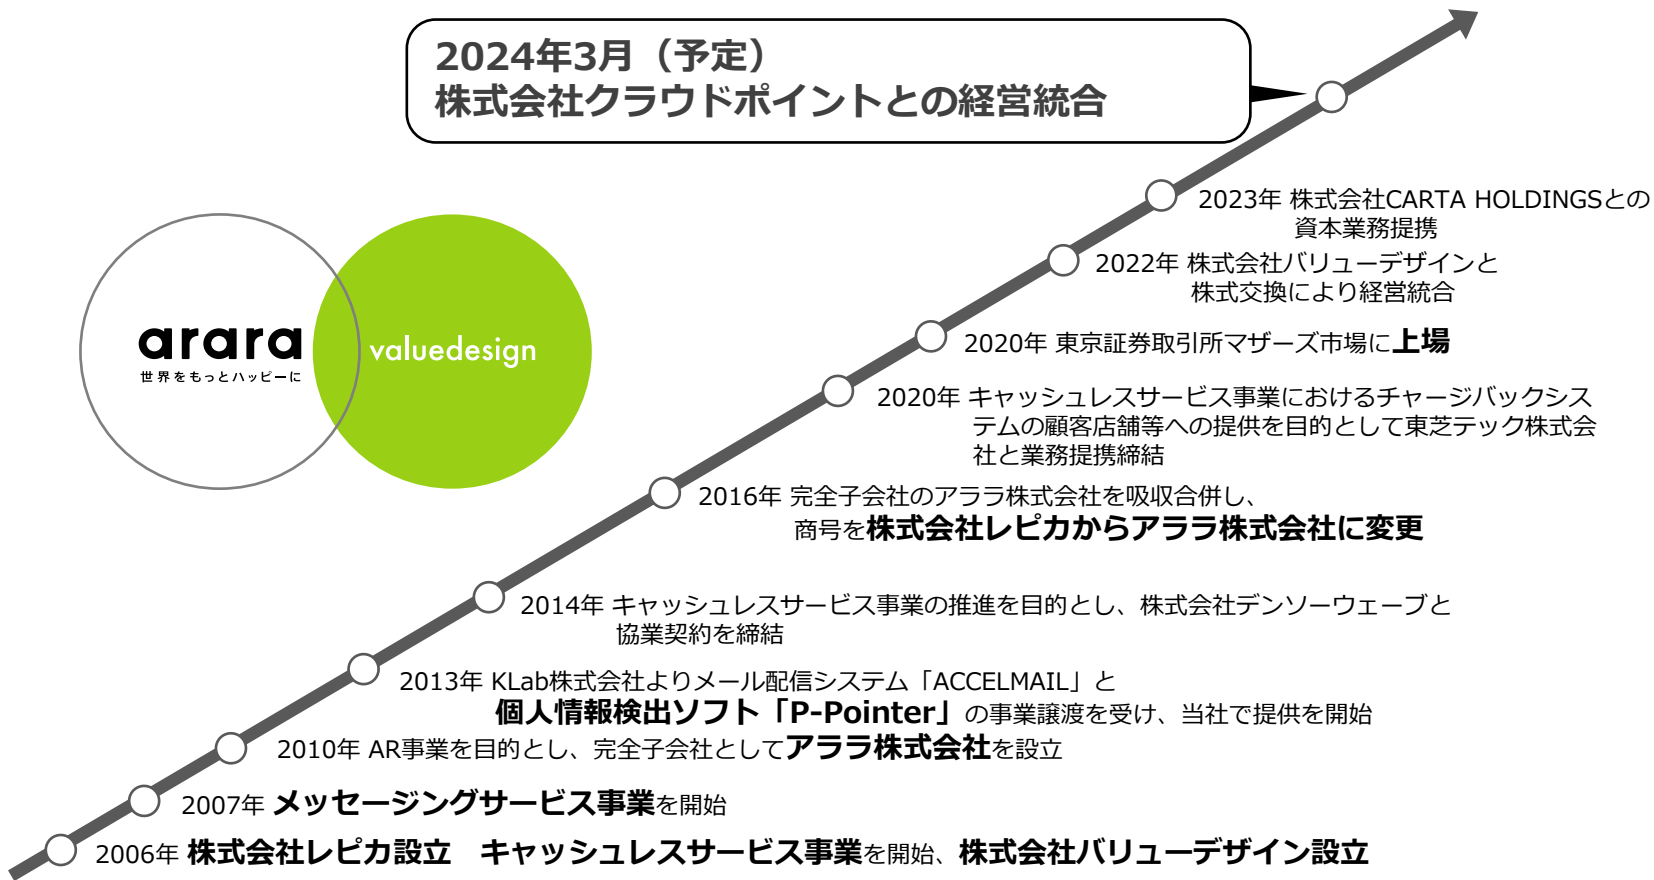 2024年3月（予定）
株式会社クラウドポイントとの経営統合
2023年 株式会社CARTA HOLDINGSとの
資本業務提携
2022年 株式会社バリューデザインと
株式交換により経営統合
arara
世界をもっとハッピーに
valuedesign
2020年 東京証券取引所マザーズ市場に上場
2020年 キャッシュレスサービス事業におけるチャージバックシス
テムの顧客店舗等への提供を目的として東芝テック株式会
社と業務提携締結
2016年 完全子会社のアララ株式会社を吸収合併し、
商号を株式会社レピカからアララ株式会社に変更
2014年 キャッシュレスサービス事業の推進を目的とし、株式会社デンソーウェーブと
協業契約を締結
2013年 KLab株式会社よりメール配信システム「ACCELMAIL」と
個人情報検出ソフト「P-Pointer」の事業譲渡を受け、当社で提供を開始
2010年 AR事業を目的とし、完全子会社としてアララ株式会社を設立
2007年 メッセージングサービス事業を開始
2006年 株式会社レピカ設立　キャッシュレスサービス事業を開始、株式会社バリューデザイン設立